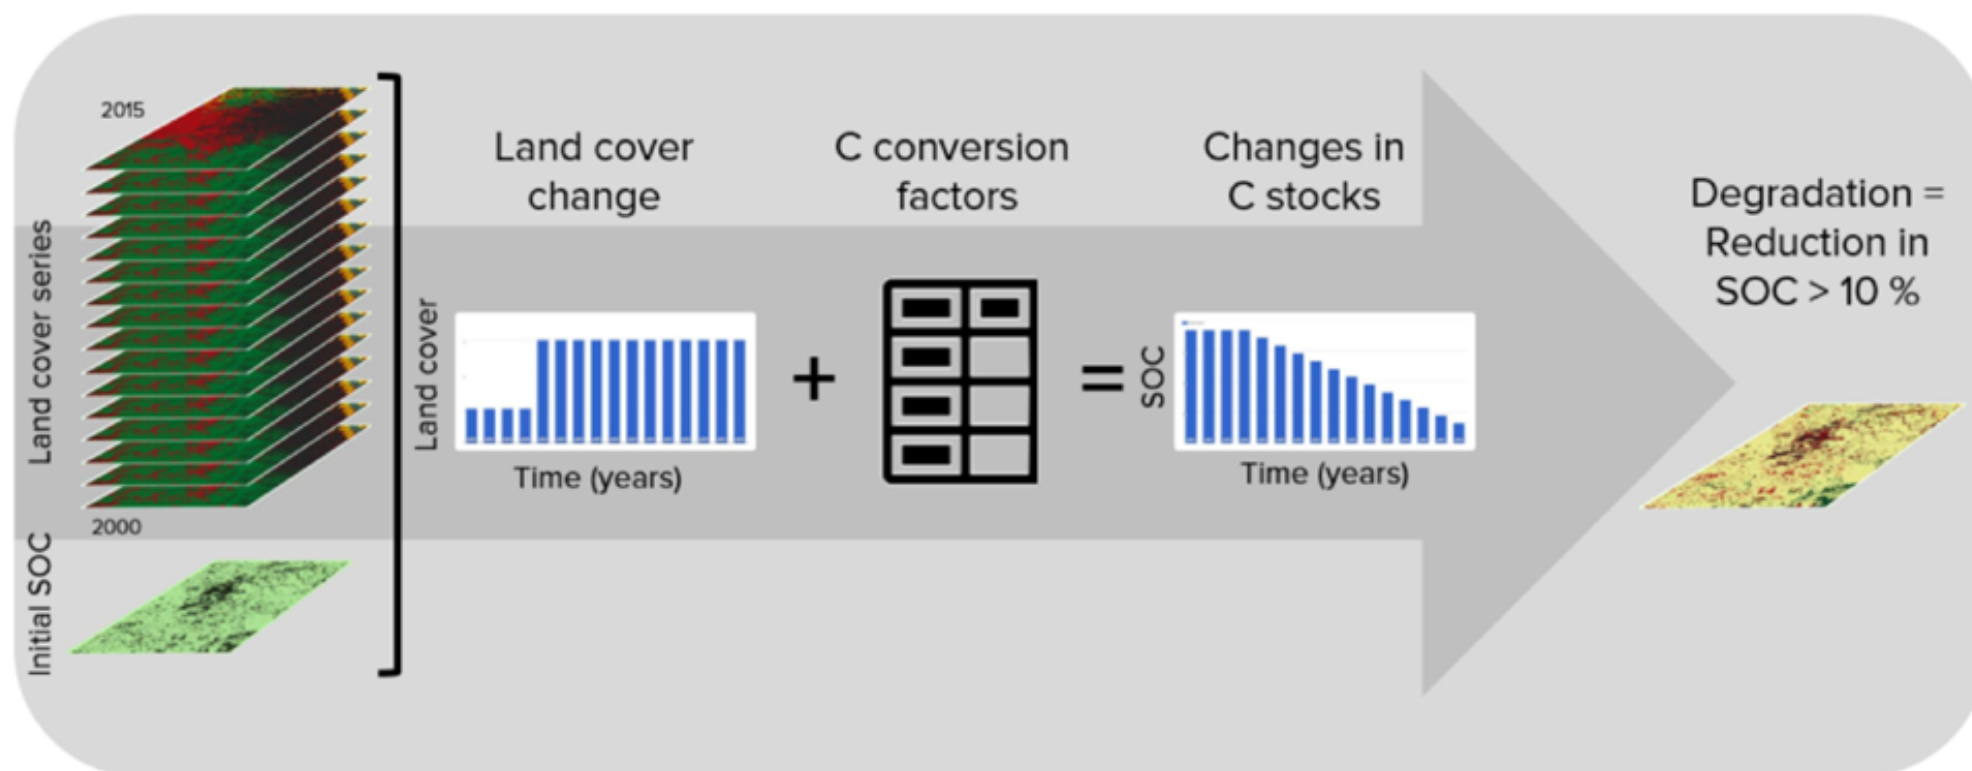 2015
Land cover series
2000
Initial SOC
Land cover
change
Land cover
Time (years)
C conversion
factors
+
=
Changes in
C stocks
SOC
Time (years)
Degradation =
Reduction in
SOC > 10 %